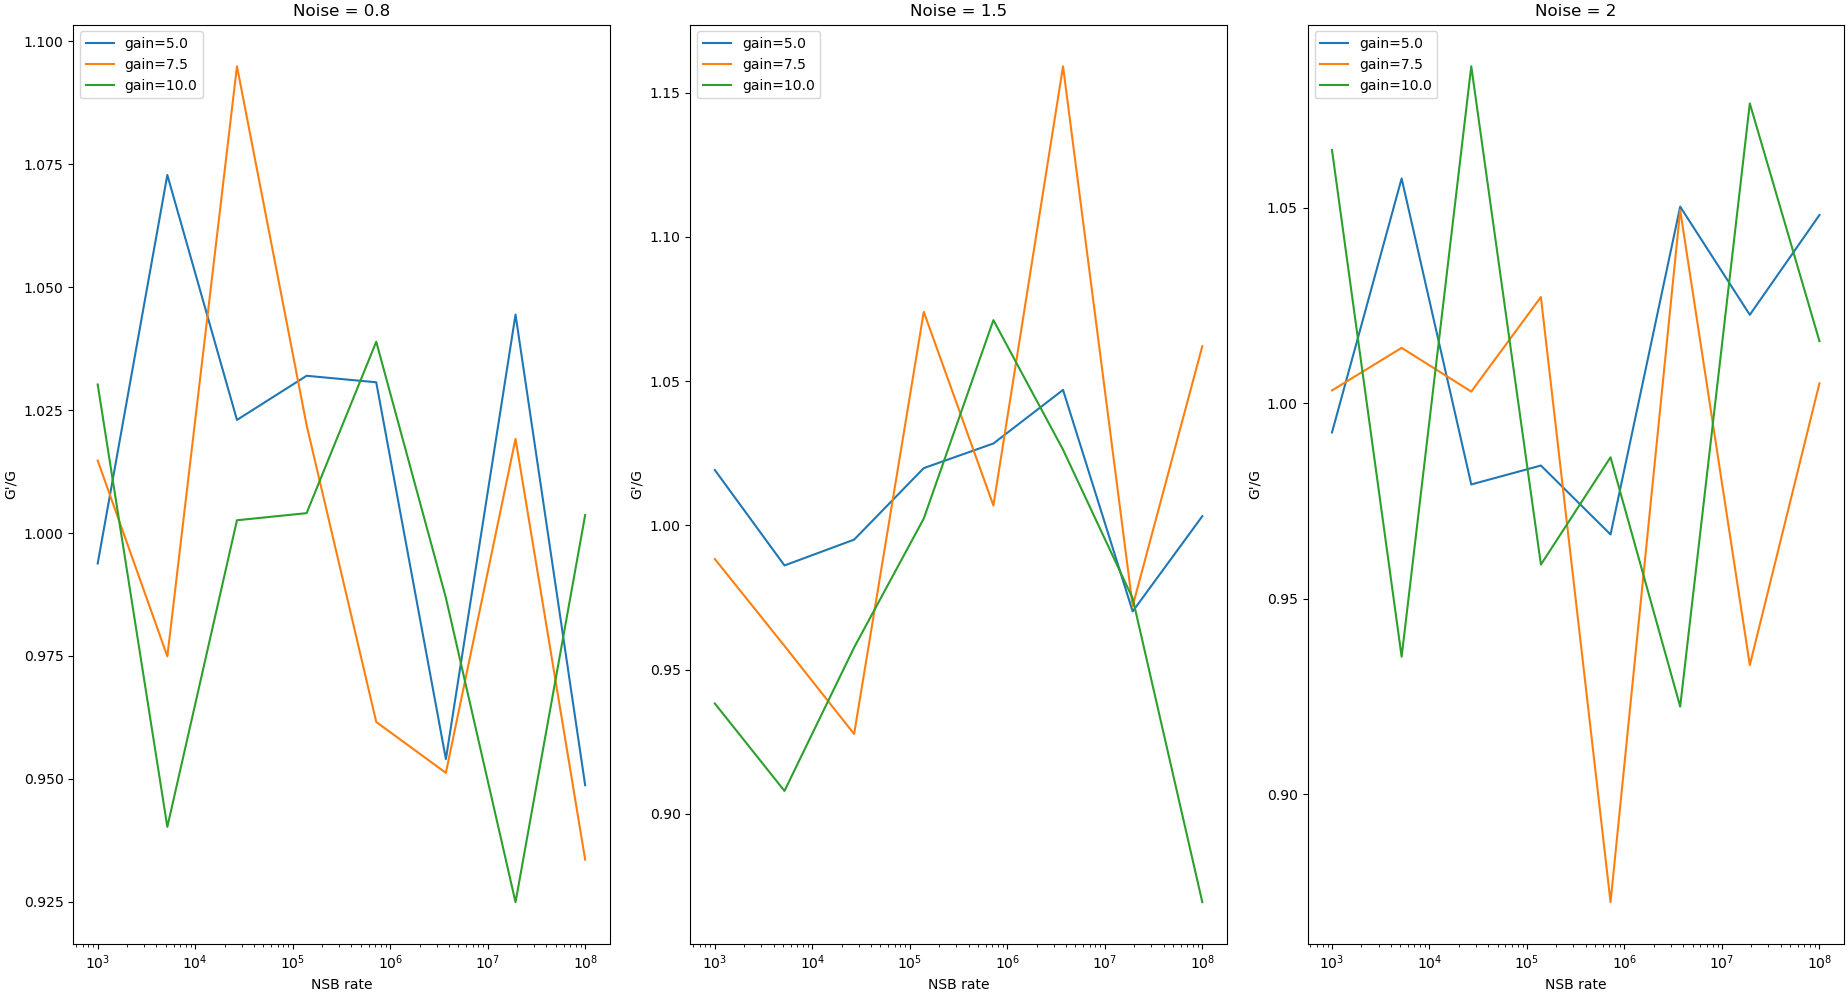 Noise = 0.8
gain=5.0
gain=7.5
gain=10.0
1.100
1.075
1.050
1.025
1.000
0.975
0.950
0.925
G'/G
10³ 10⁴ 10⁵ 10⁶ 10⁷ 10⁸
NSB rate
Noise = 1.5
gain=5.0
gain=7.5
gain=10.0
1.15
1.10
1.05
1.00
0.95
0.90
G'/G
10³ 10⁴ 10⁵ 10⁶ 10⁷ 10⁸
NSB rate
Noise = 2
gain=5.0
gain=7.5
gain=10.0
1.05
1.00
0.95
0.90
G'/G
10³ 10⁴ 10⁵ 10⁶ 10⁷ 10⁸
NSB rate